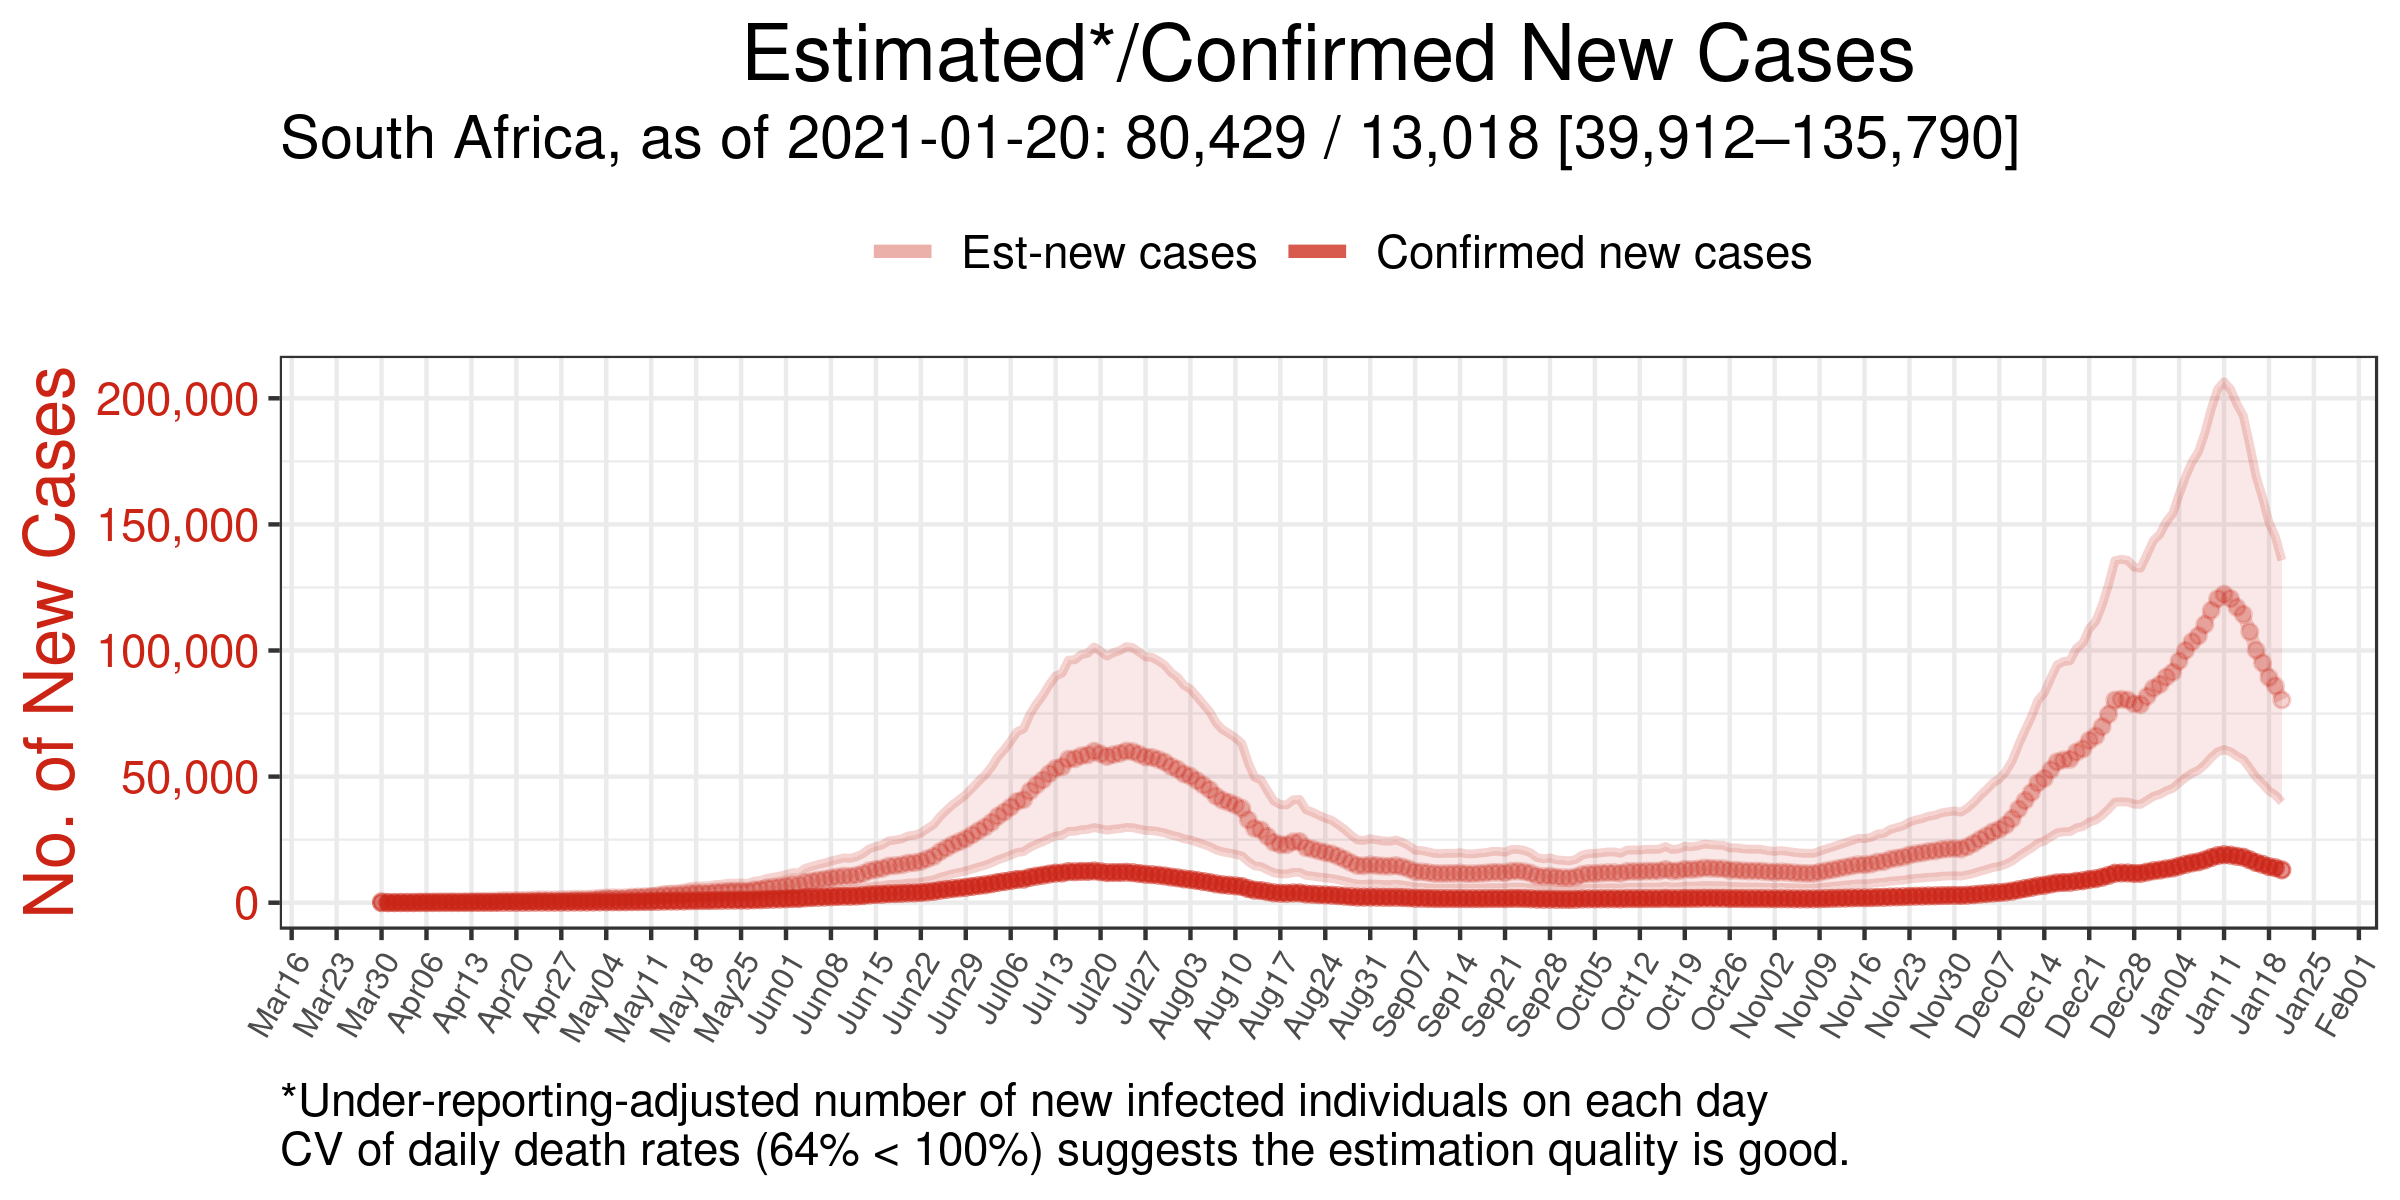 Estimated*/Confirmed New Cases
South Africa, as of 2021-01-20: 80,429 / 13,018 [39,912–135,790]
Est-new cases
Confirmed new cases
No. of New Cases
200,000
150,000
100,000
50,000
0
Mar16
Mar23
Mar30
Apr06
Apr13
Apr20
Apr27
May04
May11
May18
May25
Jun01
Jun08
Jun15
Jun22
Jun29
Jul06
Jul13
Jul20
Jul27
Aug03
Aug10
Aug17
Aug24
Aug31
Sep07
Sep14
Sep21
Sep28
Oct05
Oct12
Oct19
Oct26
Nov02
Nov09
Nov16
Nov23
Nov30
Dec07
Dec14
Dec21
Dec28
Jan04
Jan11
Jan18
Jan25
Feb01
*Under-reporting-adjusted number of new infected individuals on each day
CV of daily death rates (64% < 100%) suggests the estimation quality is good.